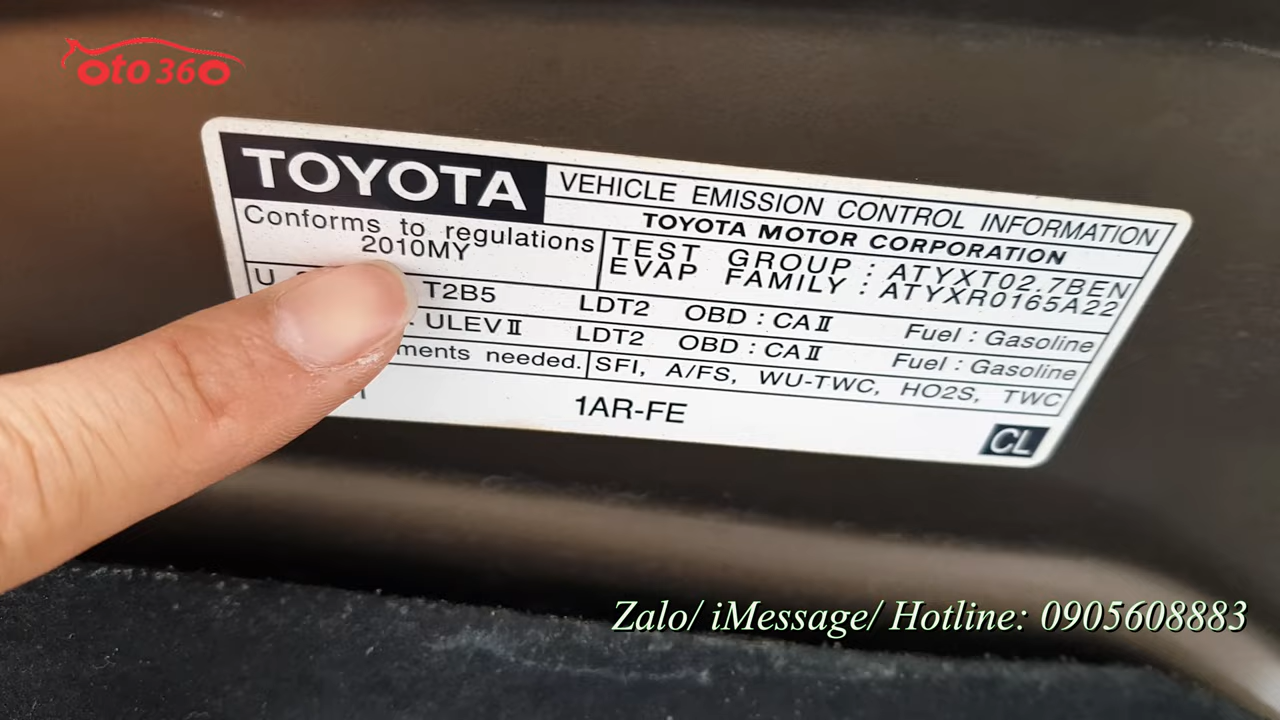 oto360
TOYOTA
VEHICLE EMISSION CONTROL INFORMATION
TOYOTA MOTOR CORPORATION
Conforms to regulations
2010MY
TEST GROUP : ATYXT02.7BEN
EVAP FAMILY : ATYXR0165A22
T2B5 LDT2 OBD : CAⅡ Fuel : Gasoline
ULEVⅡ LDT2 OBD : CAⅡ Fuel : Gasoline
needed. SFI, A/FS, WU-TWC, HO2S, TWC
1AR-FE
CL
Zalo/ iMessage/ Hotline: 0905608883